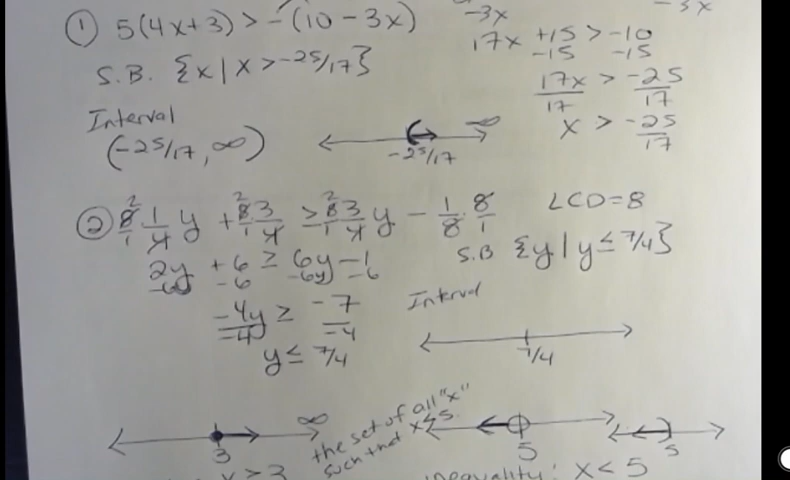 ① 5(4x+3) > -(10-3x)
-3x -3x
17x +15 > -10
-15 -15
17x > -25
17 17
x > -25/17
S.B. {x | x > -25/17}
Interval
(-25/17, ∞)
∞
-25/17
② 8/1 1/4 y + 8/1 3/4 ≥ 8/1 3/4 y - 1/8 8/1
2 2 2
LCD = 8
2y + 6 ≥ 6y - 1
-6y -6 -6y -6
-4y ≥ -7
-4 -4
y ≤ 7/4
S.B {y | y ≤ 7/4}
Interval
7/4
∞
3
the set of all "x"
such that x<5.
5
5
x > 3
inequality: x < 5